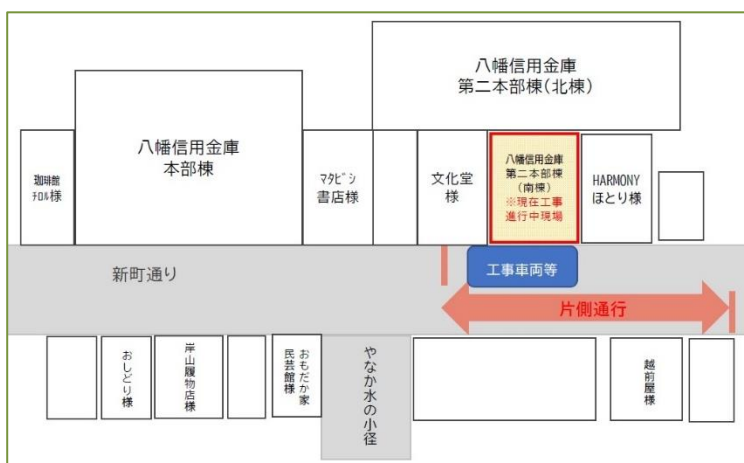 八幡信用金庫
第二本部棟(北棟)
八幡信用金庫
本部棟
珈琲館
ﾁﾛﾙ様
ﾏﾀﾋﾞｼ
書店様
文化堂
様
八幡信用金庫
第二本部棟
(南棟)
※現在工事
進行中現場
HARMONY
ほとり様
新町通り
工事車両等
片側通行
おしどり様
岸山履物店様
おもだか家
民芸館様
やなか水の小径
越前屋様